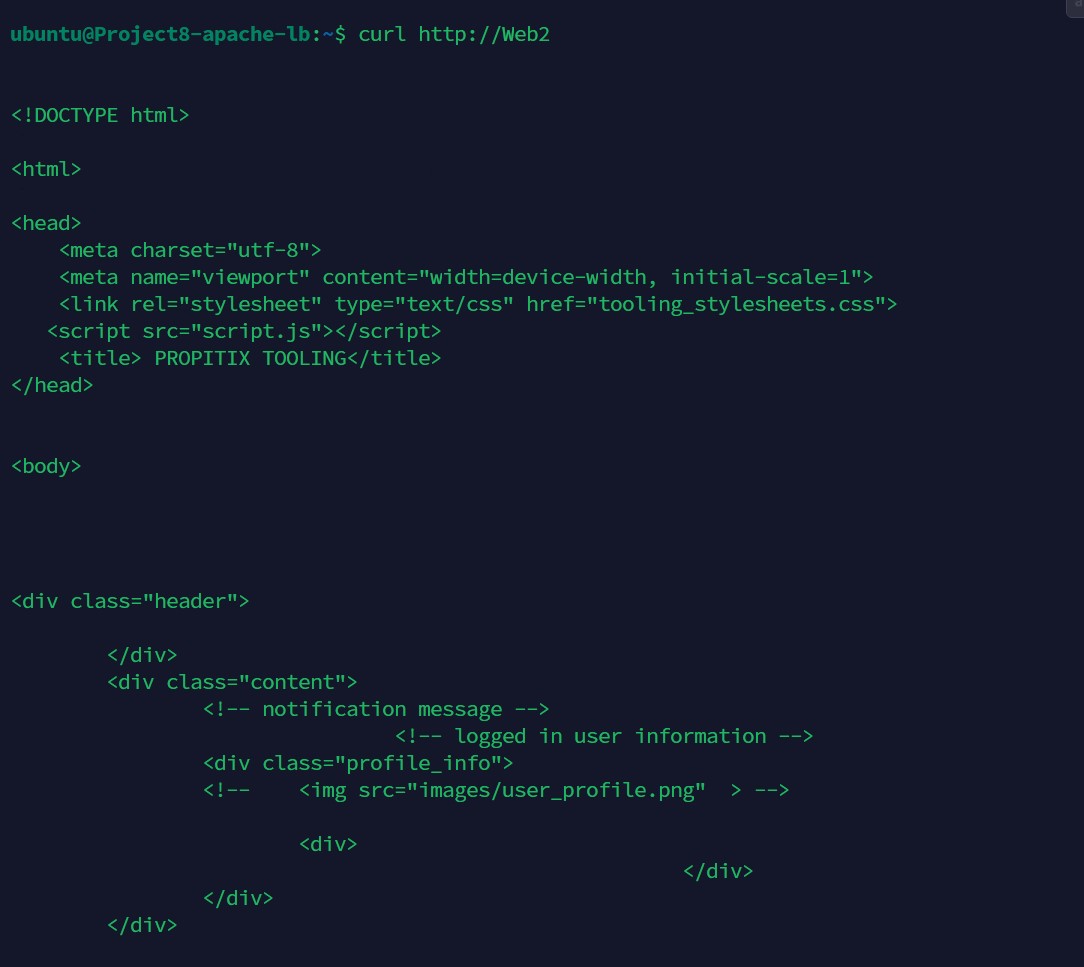 ubuntu@Project8-apache-lb:~$ curl http://Web2
<!DOCTYPE html>
<html>
<head>
    <meta charset="utf-8">
    <meta name="viewport" content="width=device-width, initial-scale=1">
    <link rel="stylesheet" type="text/css" href="tooling_stylesheets.css">
   <script src="script.js"></script>
    <title> PROPITIX TOOLING</title>
</head>
<body>
<div class="header">
        </div>
        <div class="content">
                <!-- notification message -->
                                <!-- logged in user information -->
                <div class="profile_info">
                <!--    <img src="images/user_profile.png"  > -->
                        <div>
                                                        </div>
                </div>
        </div>